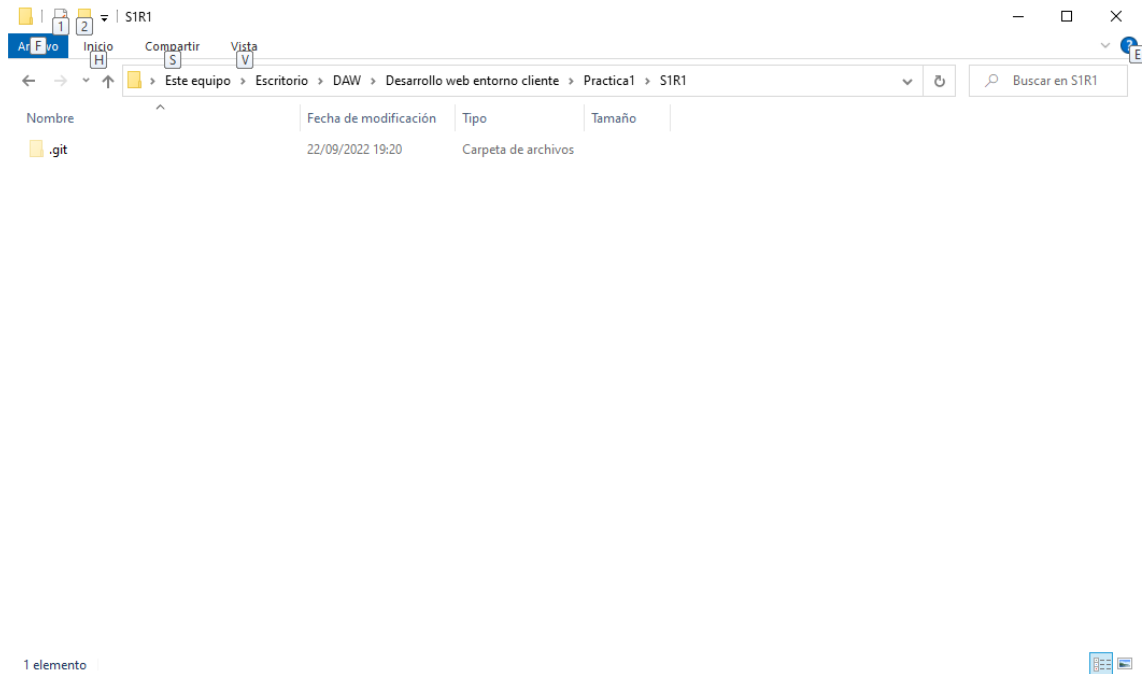 S1R1
1 2
Archivo Inicio Compartir Vista
F H S V E
Este equipo > Escritorio > DAW > Desarrollo web entorno cliente > Practica1 > S1R1
Buscar en S1R1
Nombre Fecha de modificación Tipo Tamaño
.git 22/09/2022 19:20 Carpeta de archivos
1 elemento